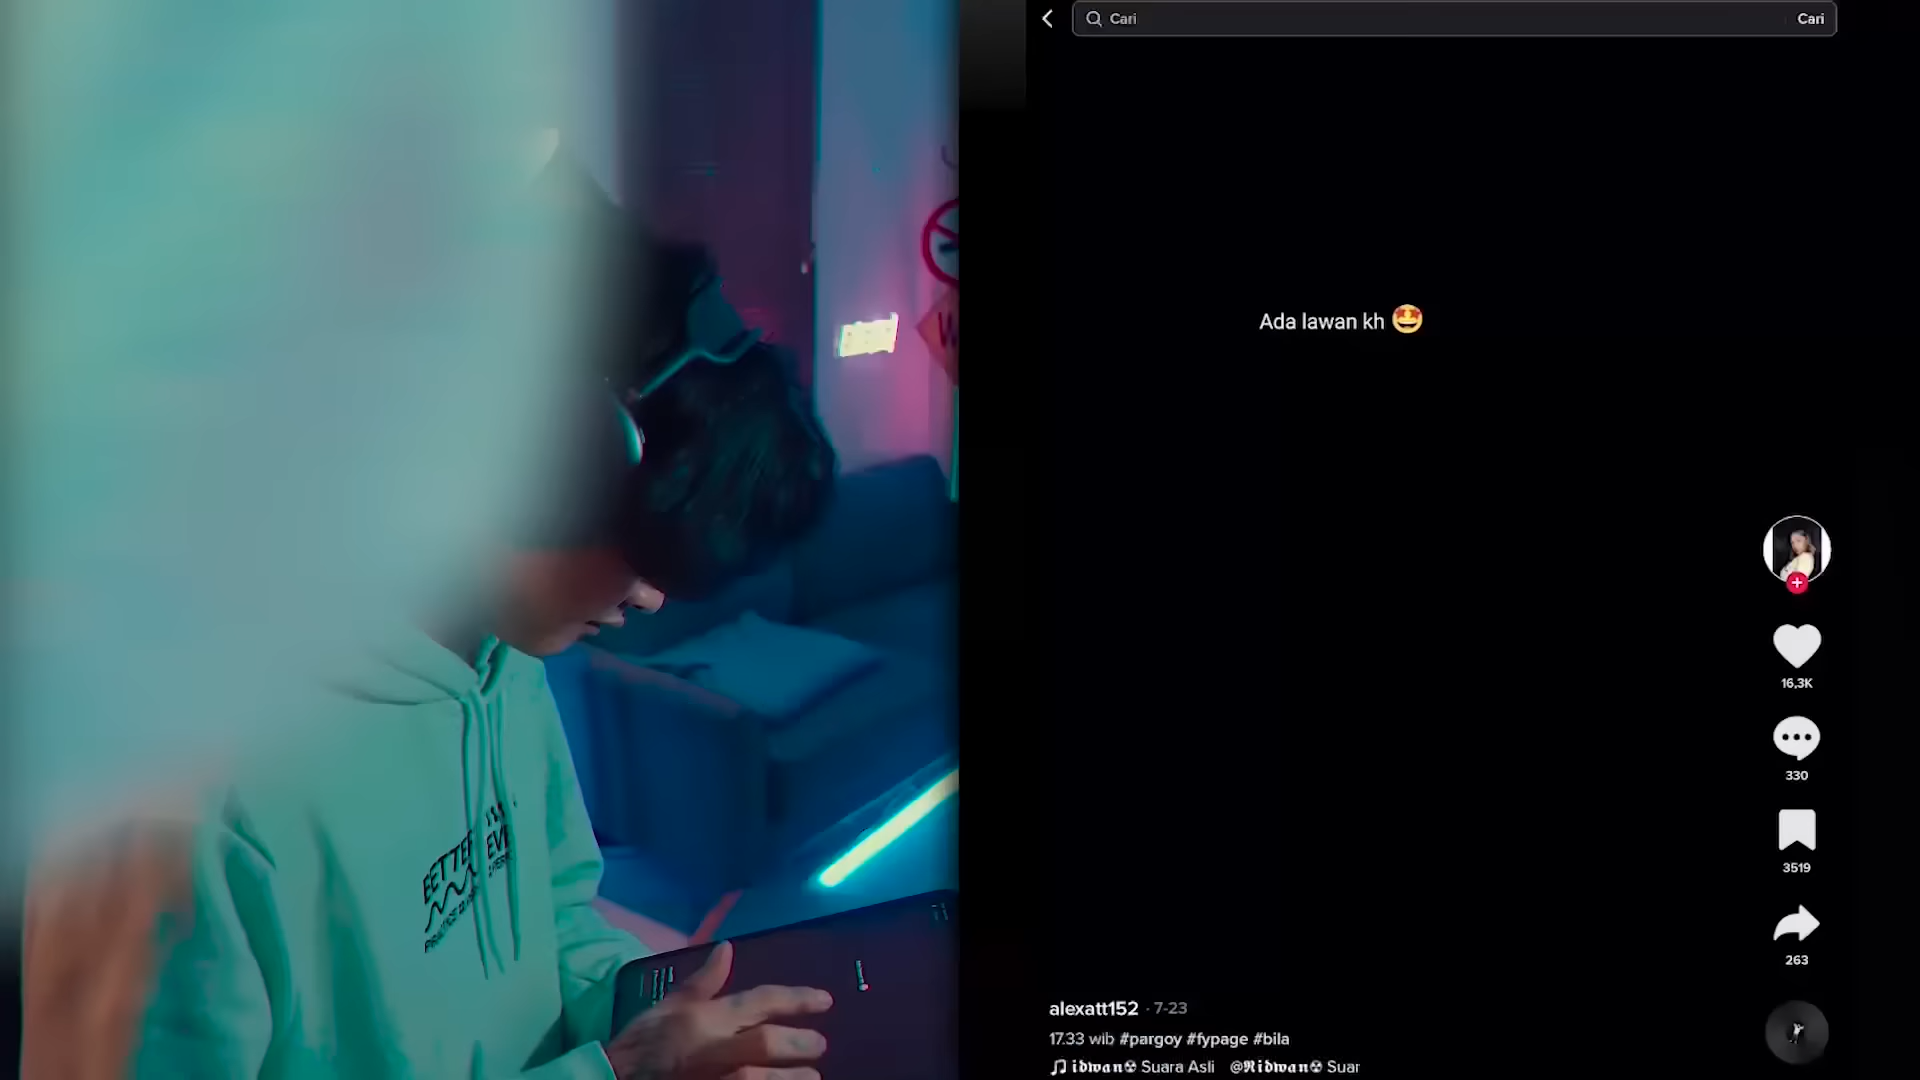 Cari
Cari
Ada lawan kh 🤩
16,3K
330
3519
263
alexatt152 · 7-23
17.33 wib #pargoy #fypage #bila
𝖎𝖉𝖜𝖆𝖓☢ Suara Asli @𝕽𝖎𝖉𝖜𝖆𝖓☢ Suar